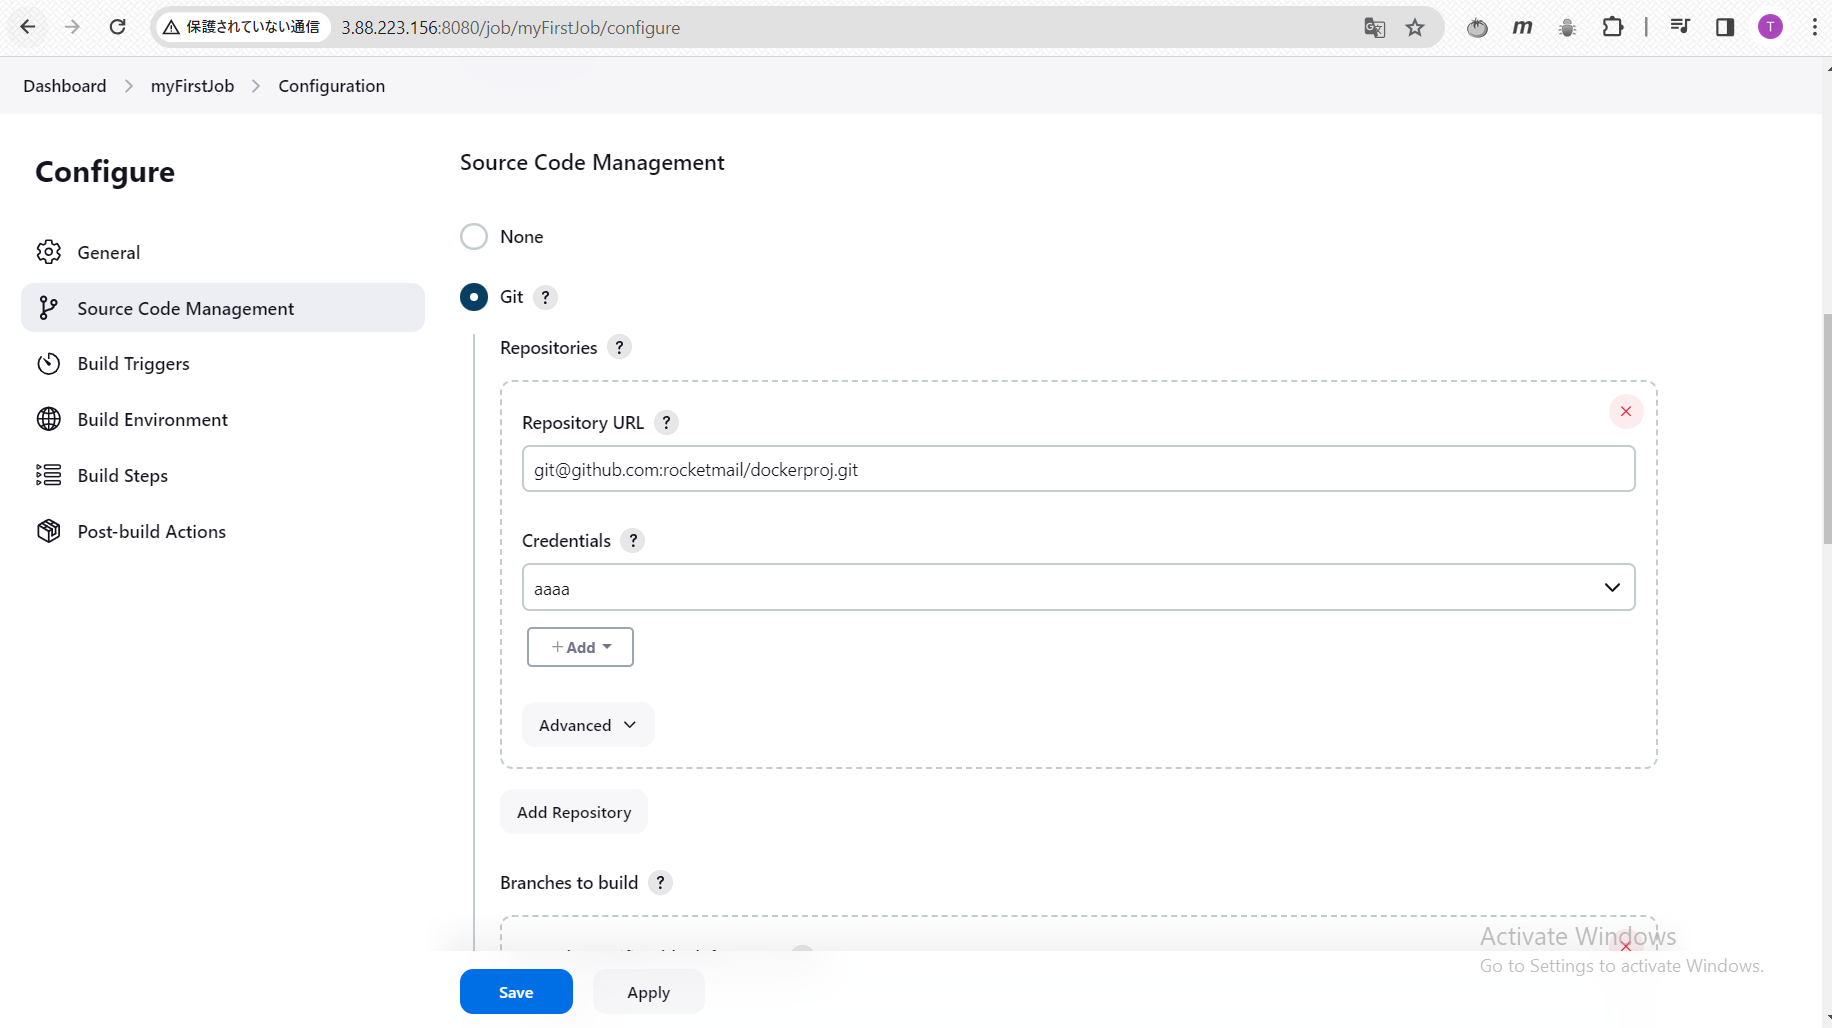 保護されていない通信
3.88.223.156:8080/job/myFirstJob/configure
T
Dashboard
myFirstJob
Configuration
Configure
General
Source Code Management
Build Triggers
Build Environment
Build Steps
Post-build Actions
Source Code Management
None
Git ?
Repositories ?
Repository URL ?
git@github.com:rocketmail/dockerproj.git
Credentials ?
aaaa
+ Add
Advanced
Add Repository
Branches to build ?
Save
Apply
Activate Windows
Go to Settings to activate Windows.